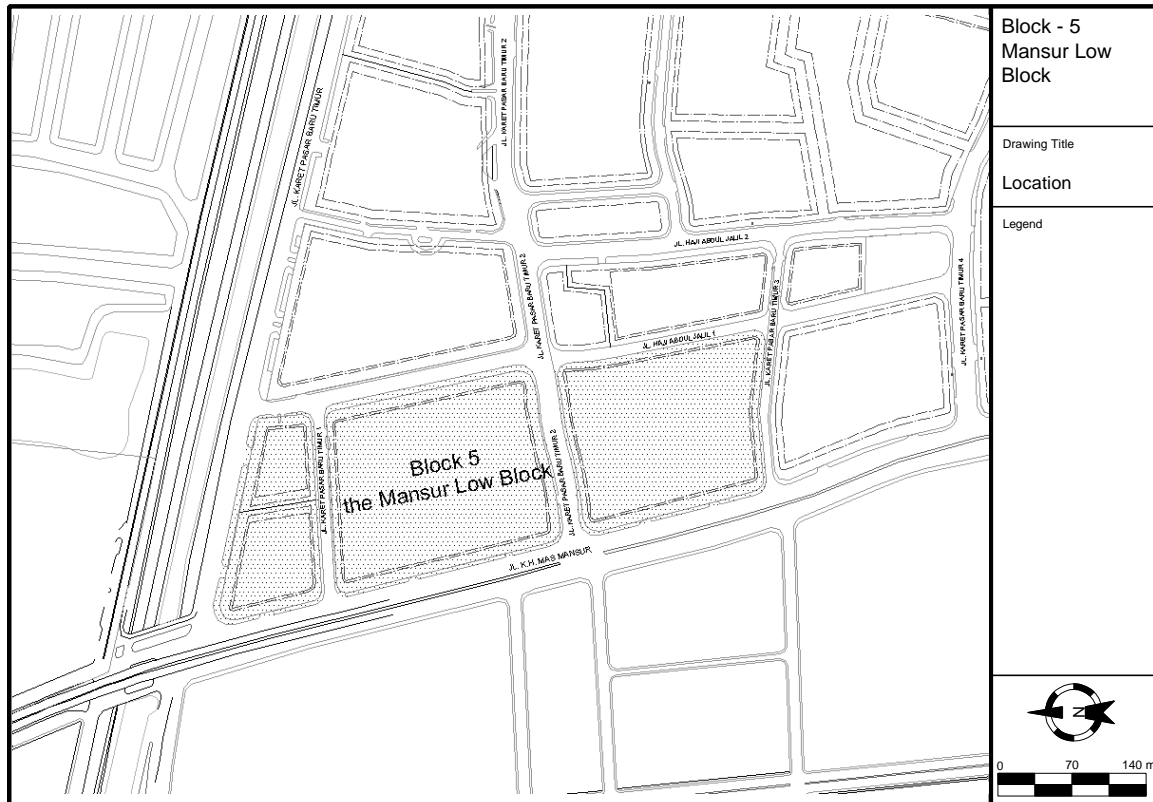 Block - 5
Mansur Low
Block
Drawing Title
Location
Legend
JL. KARET PASAR BARU TIMUR
JL. KARET PASAR BARU TIMUR 2
JL. HAJI ABDUL JALIL 2
JL. KARET PASAR BARU TIMUR 2
JL. KARET PASAR BARU TIMUR 3
JL. KARET PASAR BARU TIMUR 4
JL. HAJI ABDUL JALIL 1
JL. KARET PASAR BARU TIMUR 1
Block 5
the Mansur Low Block
JL. KARET PASAR BARU TIMUR 2
JL. K.H. MAS MANSUR
N
0 70 140 m